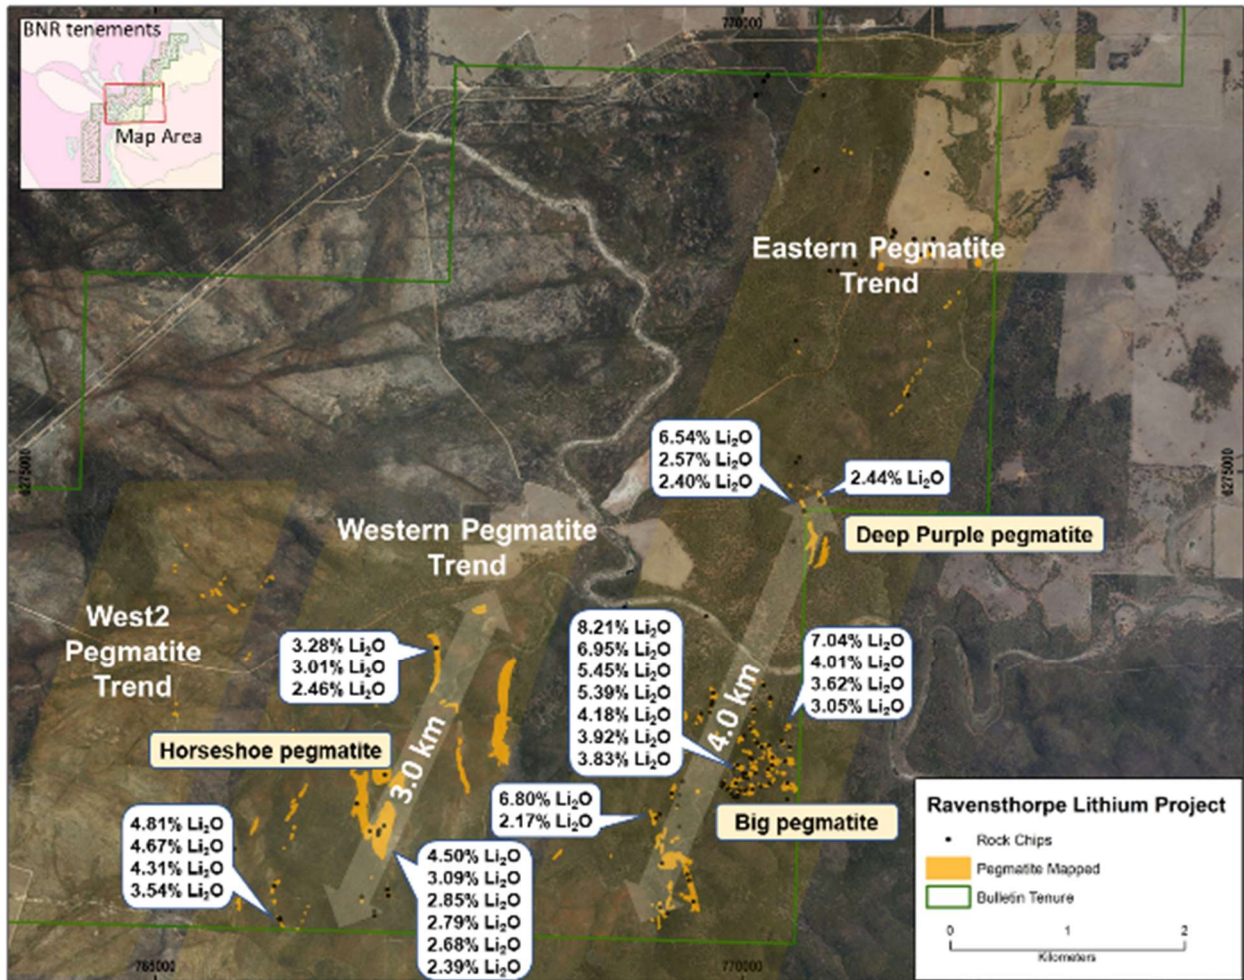 BNR tenements
Map Area
770000
Eastern Pegmatite
Trend
6275000
6275000
6.54% Li₂O
2.57% Li₂O
2.40% Li₂O
2.44% Li₂O
Deep Purple pegmatite
Western Pegmatite
Trend
West2
Pegmatite
Trend
3.28% Li₂O
3.01% Li₂O
2.46% Li₂O
8.21% Li₂O
6.95% Li₂O
5.45% Li₂O
5.39% Li₂O
4.18% Li₂O
3.92% Li₂O
3.83% Li₂O
7.04% Li₂O
4.01% Li₂O
3.62% Li₂O
3.05% Li₂O
4.0 km
Horseshoe pegmatite
3.0 km
6.80% Li₂O
2.17% Li₂O
Big pegmatite
4.81% Li₂O
4.67% Li₂O
4.31% Li₂O
3.54% Li₂O
4.50% Li₂O
3.09% Li₂O
2.85% Li₂O
2.79% Li₂O
2.68% Li₂O
2.39% Li₂O
Ravensthorpe Lithium Project
Rock Chips
Pegmatite Mapped
Bulletin Tenure
0 1 2
Kilometers
765000
770000